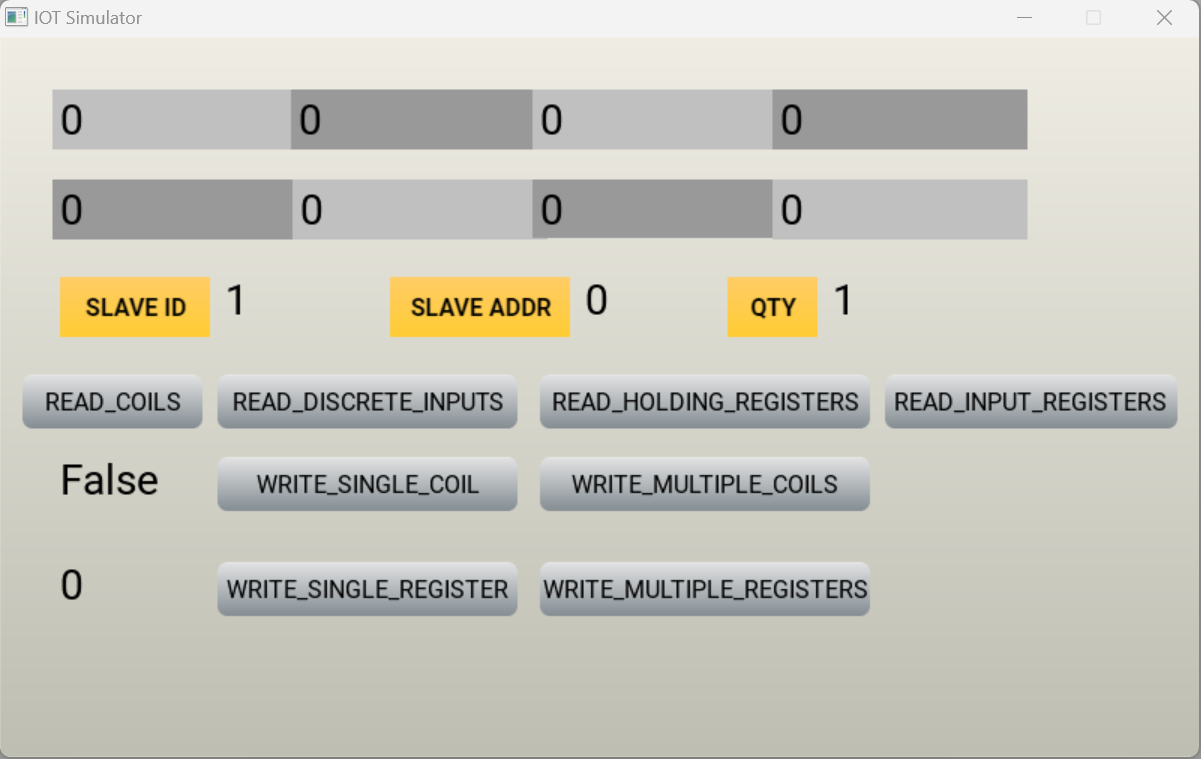 IOT Simulator
0 0 0 0
0 0 0 0
SLAVE ID 1 SLAVE ADDR 0 QTY 1
READ_COILS READ_DISCRETE_INPUTS READ_HOLDING_REGISTERS READ_INPUT_REGISTERS
False WRITE_SINGLE_COIL WRITE_MULTIPLE_COILS
0 WRITE_SINGLE_REGISTER WRITE_MULTIPLE_REGISTERS